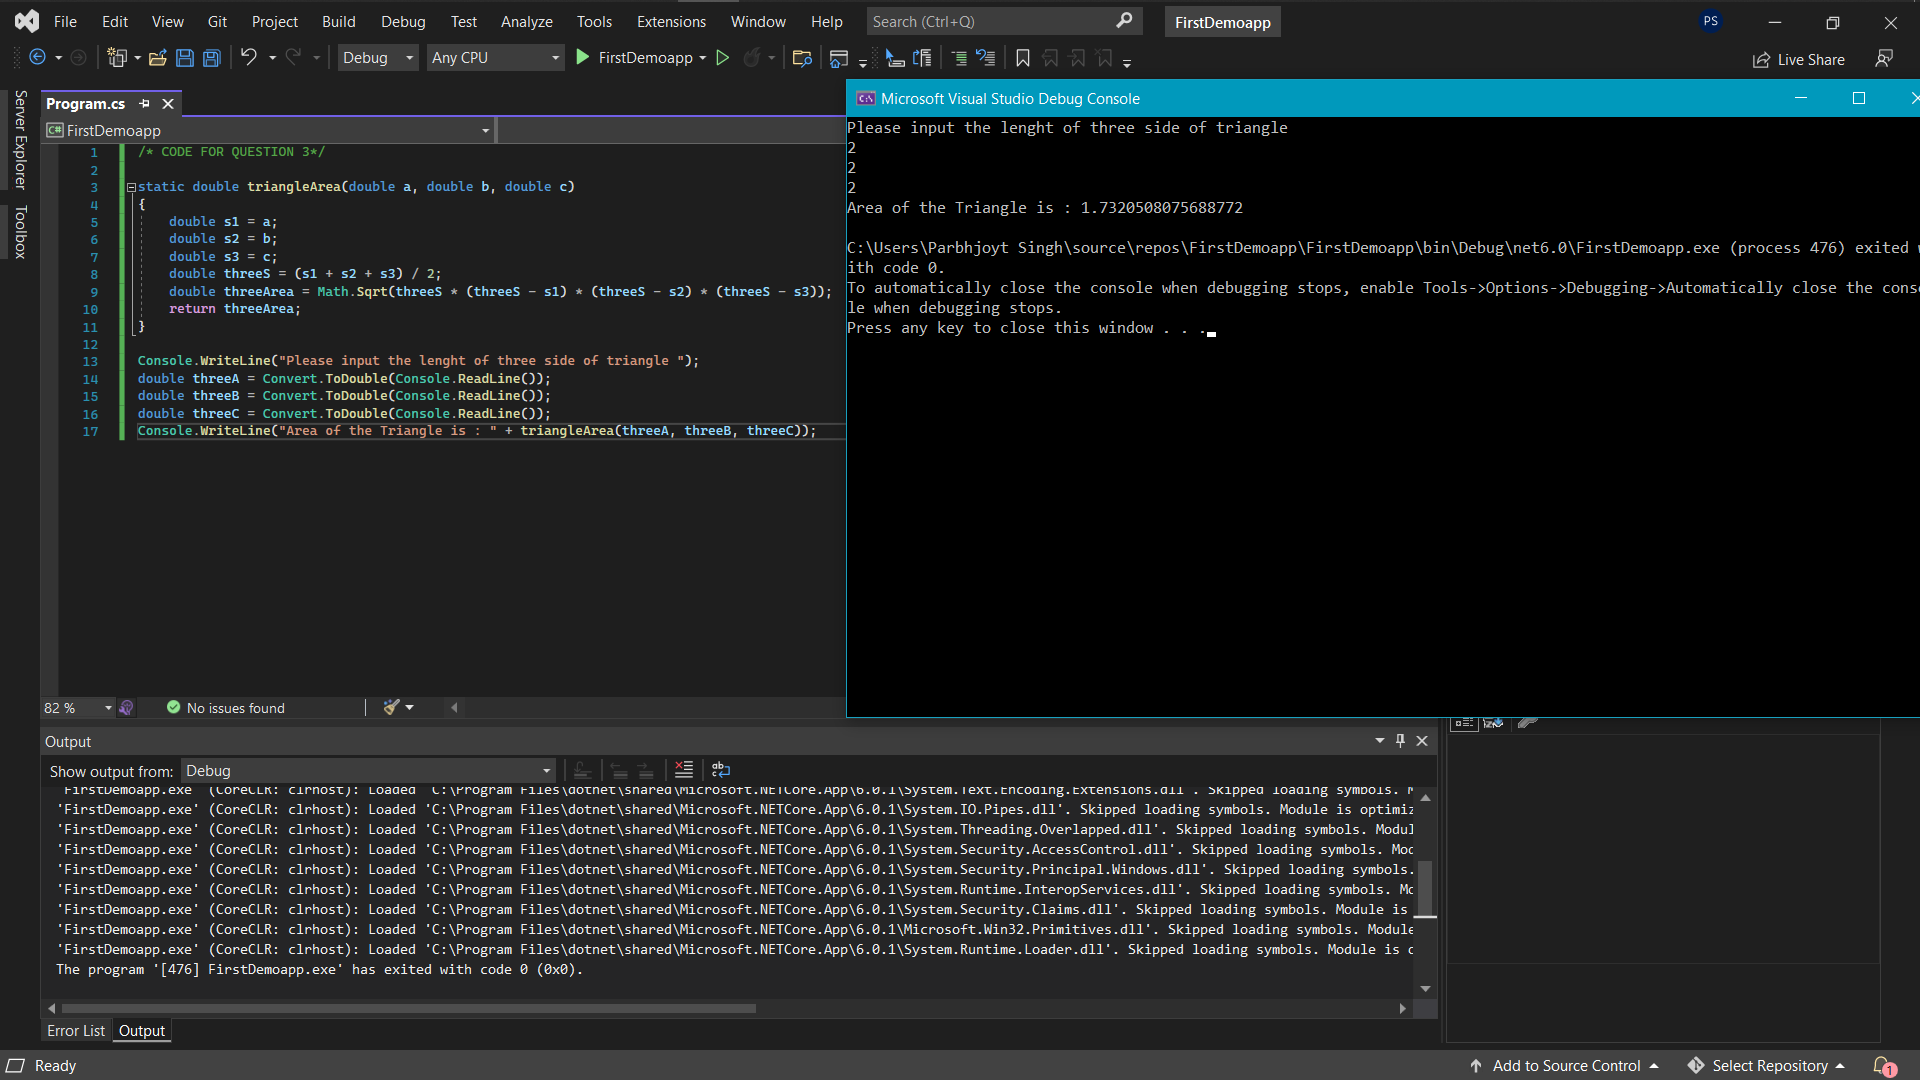 File Edit View Git Project Build Debug Test Analyze Tools Extensions Window Help Search (Ctrl+Q) FirstDemoapp PS
Debug Any CPU FirstDemoapp Live Share
Server Explorer
Toolbox
Program.cs
FirstDemoapp
1 /* CODE FOR QUESTION 3*/
2
3 static double triangleArea(double a, double b, double c)
4 {
5 double s1 = a;
6 double s2 = b;
7 double s3 = c;
8 double threeS = (s1 + s2 + s3) / 2;
9 double threeArea = Math.Sqrt(threeS * (threeS - s1) * (threeS - s2) * (threeS - s3));
10 return threeArea;
11 }
12
13 Console.WriteLine("Please input the lenght of three side of triangle ");
14 double threeA = Convert.ToDouble(Console.ReadLine());
15 double threeB = Convert.ToDouble(Console.ReadLine());
16 double threeC = Convert.ToDouble(Console.ReadLine());
17 Console.WriteLine("Area of the Triangle is : " + triangleArea(threeA, threeB, threeC));
82 % No issues found
Microsoft Visual Studio Debug Console
Please input the lenght of three side of triangle
2
2
2
Area of the Triangle is : 1.7320508075688772
C:\Users\Parbhjoyt Singh\source\repos\FirstDemoapp\FirstDemoapp\bin\Debug\net6.0\FirstDemoapp.exe (process 476) exited w
ith code 0.
To automatically close the console when debugging stops, enable Tools->Options->Debugging->Automatically close the conso
le when debugging stops.
Press any key to close this window . . .
Output
Show output from: Debug
'FirstDemoapp.exe' (CoreCLR: clrhost): Loaded 'C:\Program Files\dotnet\shared\Microsoft.NETCore.App\6.0.1\System.Text.Encoding.Extensions.dll'. Skipped loading symbols. M
'FirstDemoapp.exe' (CoreCLR: clrhost): Loaded 'C:\Program Files\dotnet\shared\Microsoft.NETCore.App\6.0.1\System.IO.Pipes.dll'. Skipped loading symbols. Module is optimiz
'FirstDemoapp.exe' (CoreCLR: clrhost): Loaded 'C:\Program Files\dotnet\shared\Microsoft.NETCore.App\6.0.1\System.Threading.Overlapped.dll'. Skipped loading symbols. Modul
'FirstDemoapp.exe' (CoreCLR: clrhost): Loaded 'C:\Program Files\dotnet\shared\Microsoft.NETCore.App\6.0.1\System.Security.AccessControl.dll'. Skipped loading symbols. Mod
'FirstDemoapp.exe' (CoreCLR: clrhost): Loaded 'C:\Program Files\dotnet\shared\Microsoft.NETCore.App\6.0.1\System.Security.Principal.Windows.dll'. Skipped loading symbols.
'FirstDemoapp.exe' (CoreCLR: clrhost): Loaded 'C:\Program Files\dotnet\shared\Microsoft.NETCore.App\6.0.1\System.Runtime.InteropServices.dll'. Skipped loading symbols. Mo
'FirstDemoapp.exe' (CoreCLR: clrhost): Loaded 'C:\Program Files\dotnet\shared\Microsoft.NETCore.App\6.0.1\System.Security.Claims.dll'. Skipped loading symbols. Module is
'FirstDemoapp.exe' (CoreCLR: clrhost): Loaded 'C:\Program Files\dotnet\shared\Microsoft.NETCore.App\6.0.1\Microsoft.Win32.Primitives.dll'. Skipped loading symbols. Module
'FirstDemoapp.exe' (CoreCLR: clrhost): Loaded 'C:\Program Files\dotnet\shared\Microsoft.NETCore.App\6.0.1\System.Runtime.Loader.dll'. Skipped loading symbols. Module is o
The program '[476] FirstDemoapp.exe' has exited with code 0 (0x0).
Error List Output
Ready Add to Source Control Select Repository 1